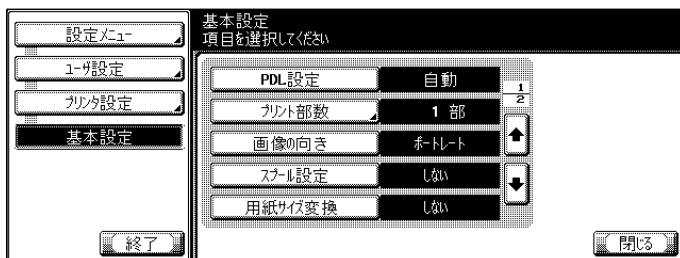 設定メニュー
ユーザ設定
プリンタ設定
基本設定
終了
基本設定
項目を選択してください
PDL設定 自動
プリント部数 1 部
画像の向き ポートレート
スプール設定 しない
用紙サイズ変換 しない
1
2
閉じる